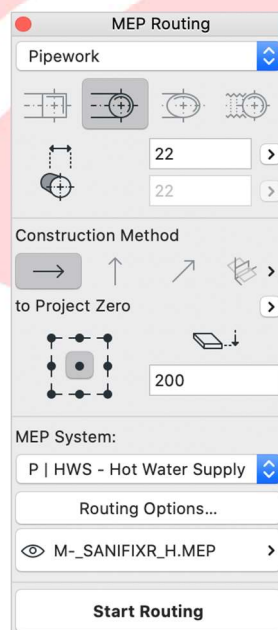 MEP Routing
Pipework
22
22
Construction Method
to Project Zero
200
MEP System:
P | HWS - Hot Water Supply
Routing Options...
M-_SANIFIXR_H.MEP
Start Routing